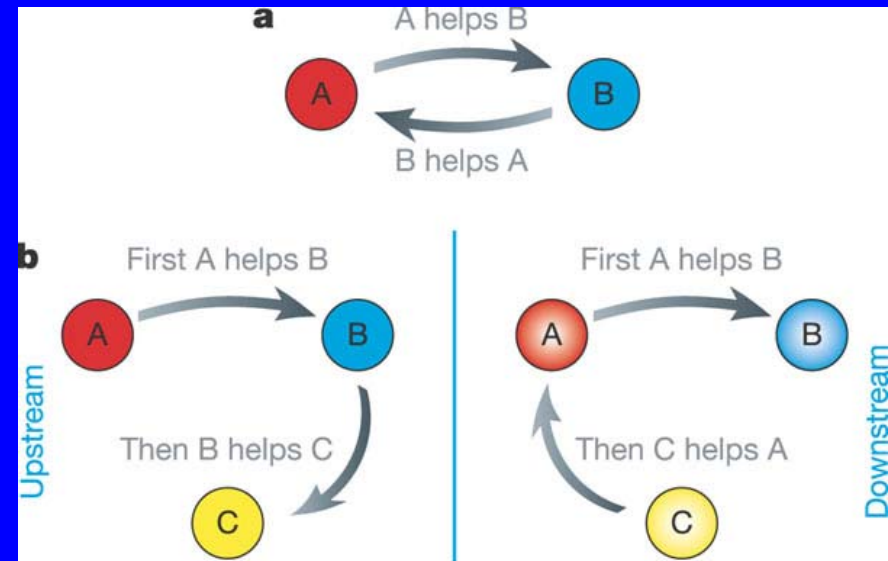 a
A helps B
A
B
B helps A
b
First A helps B
A
B
Then B helps C
C
Upstream
First A helps B
A
B
Then C helps A
C
Downstream